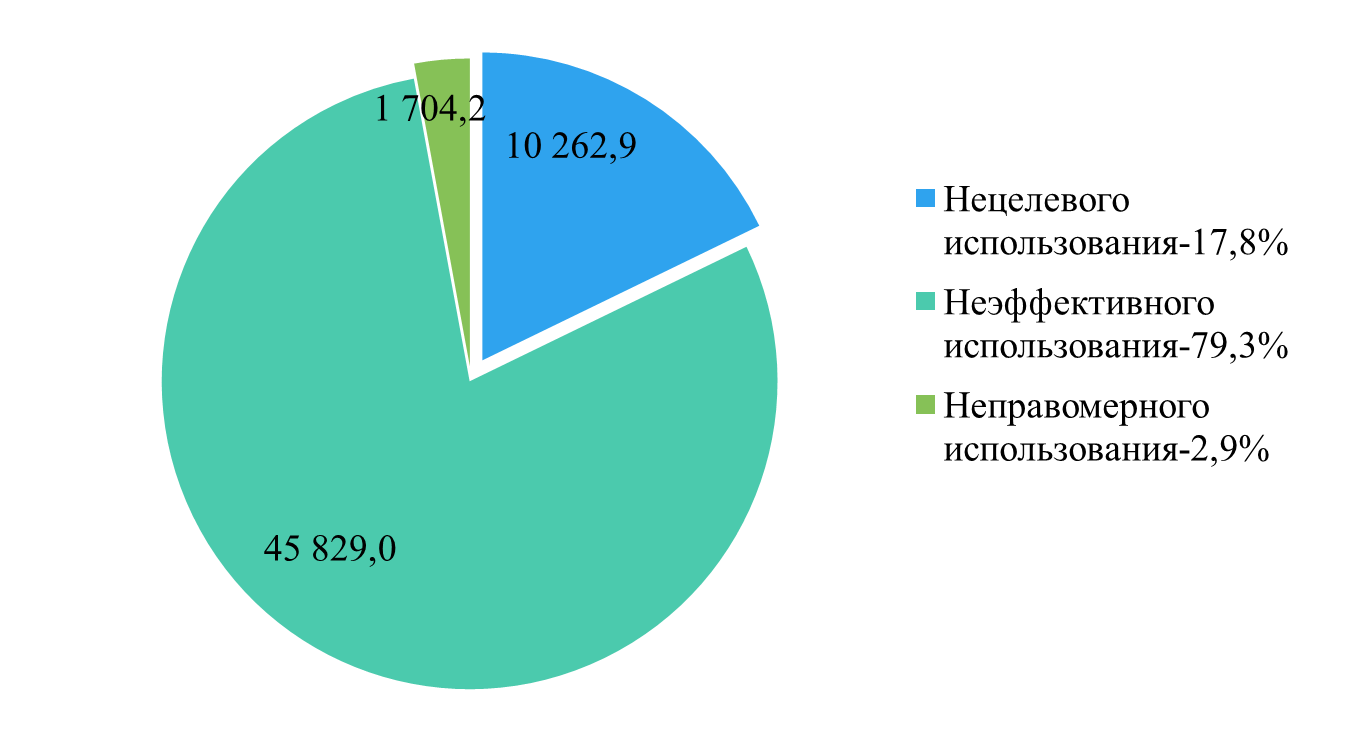 1 704,2
10 262,9
45 829,0
Нецелевого
использования-17,8%
Неэффективного
использования-79,3%
Неправомерного
использования-2,9%